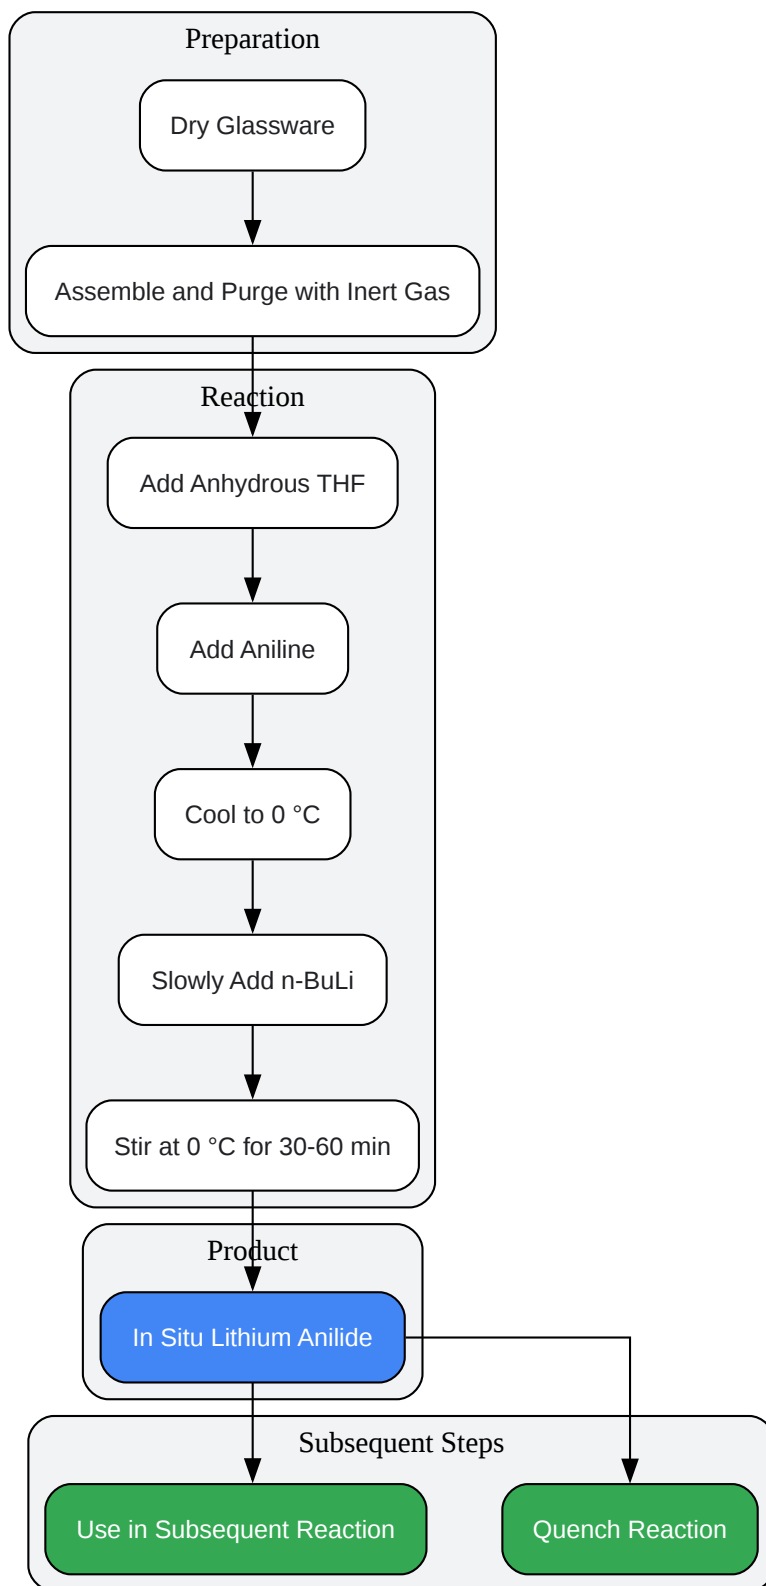 Preparation
Dry Glassware
Assemble and Purge with Inert Gas
Reaction
Add Anhydrous THF
Add Aniline
Cool to 0 °C
Slowly Add n-BuLi
Stir at 0 °C for 30-60 min
Product
In Situ Lithium Anilide
Subsequent Steps
Use in Subsequent Reaction
Quench Reaction